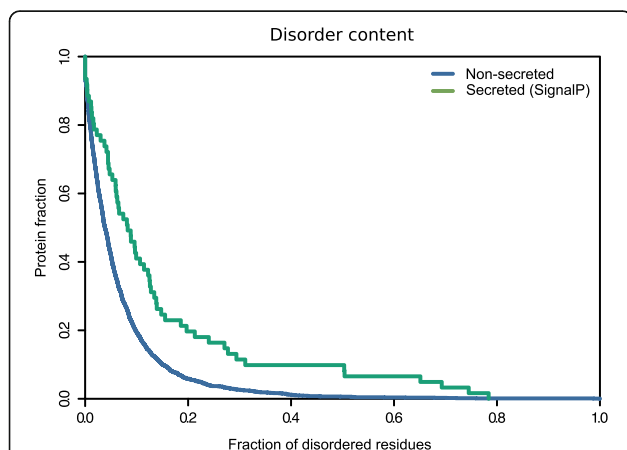 Disorder content
Non-secreted
Secreted (SignalP)
Protein fraction
1.0
0.8
0.6
0.4
0.2
0.0
0.0 0.2 0.4 0.6 0.8 1.0
Fraction of disordered residues